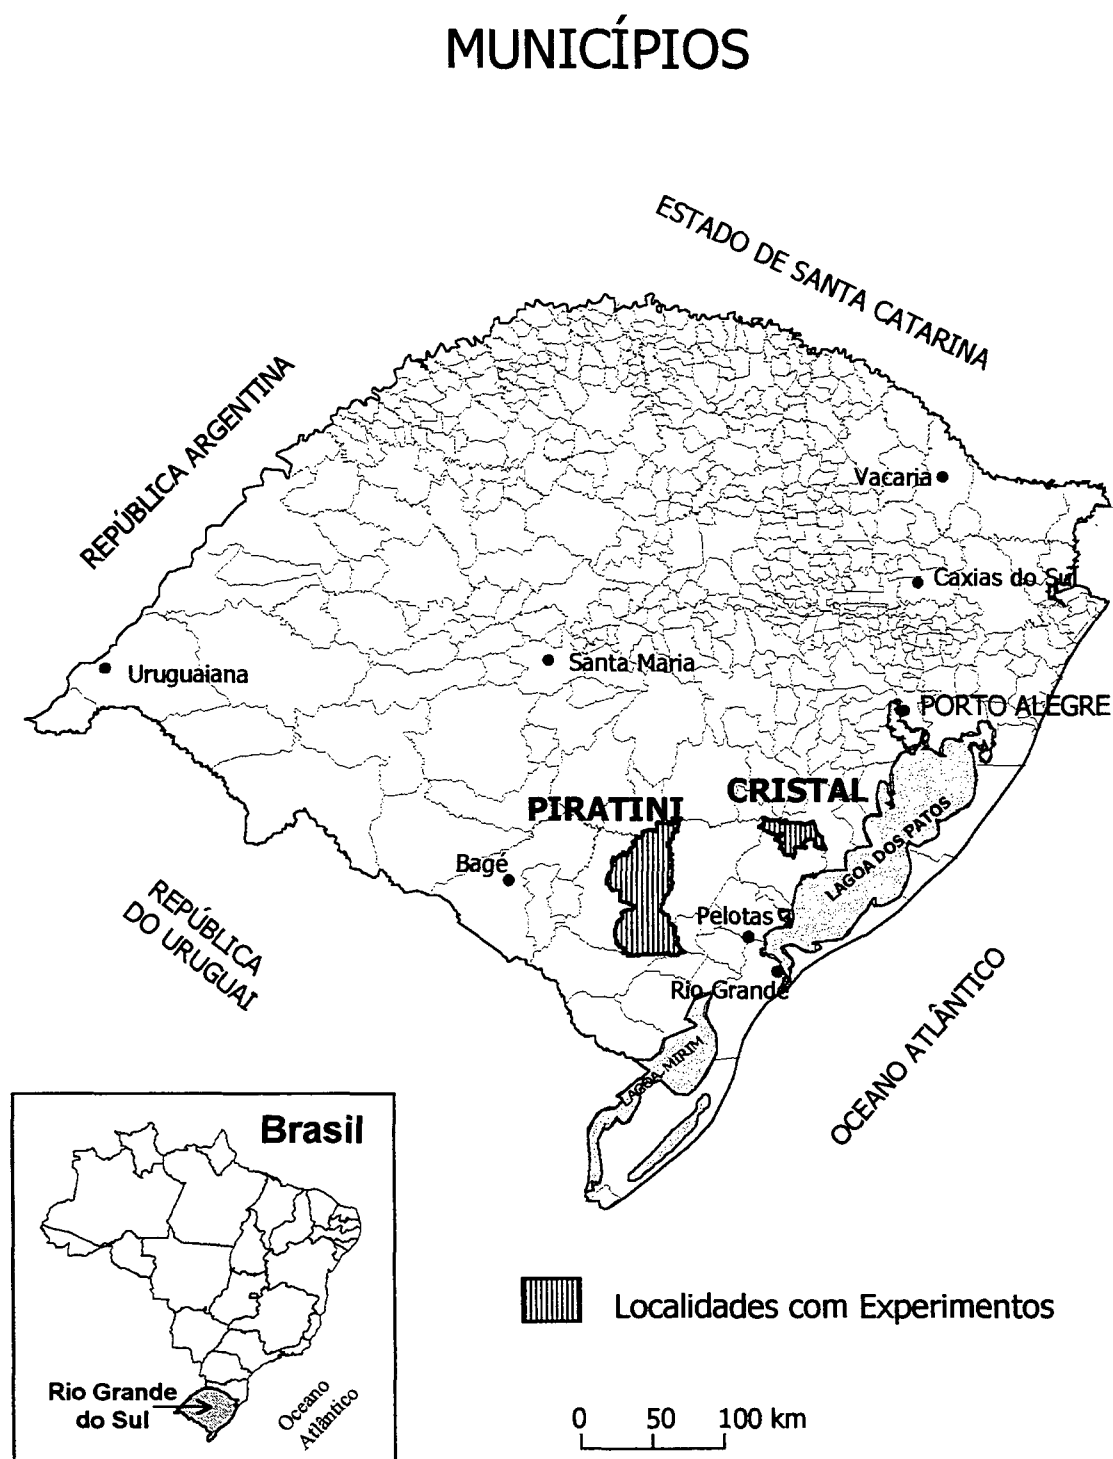 MUNICÍPIOS
ESTADO DE SANTA CATARINA
REPÚBLICA ARGENTINA
Vacaria
Caxias do Sul
Santa Maria
Uruguaiana
PORTO ALEGRE
CRISTAL
PIRATINI
LAGOA DOS PATOS
Bagé
Pelotas
REPÚBLICA
DO URUGUAI
Rio Grande
OCEANO ATLÂNTICO
LAGOA MIRIM
Brasil
Localidades com Experimentos
Rio Grande
do Sul
Oceano
Atlântico
0 50 100 km